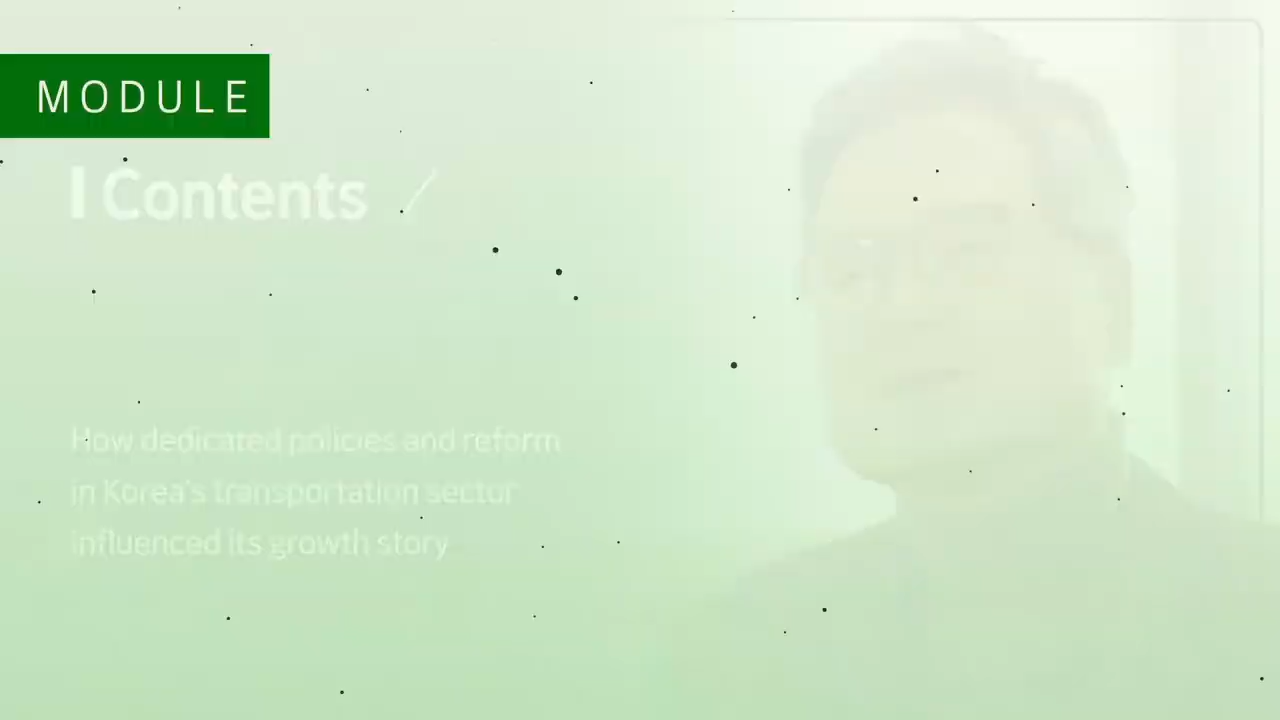 MODULE
Contents
How dedicated policies and reform
in Korea's transportation sector
influenced its growth story